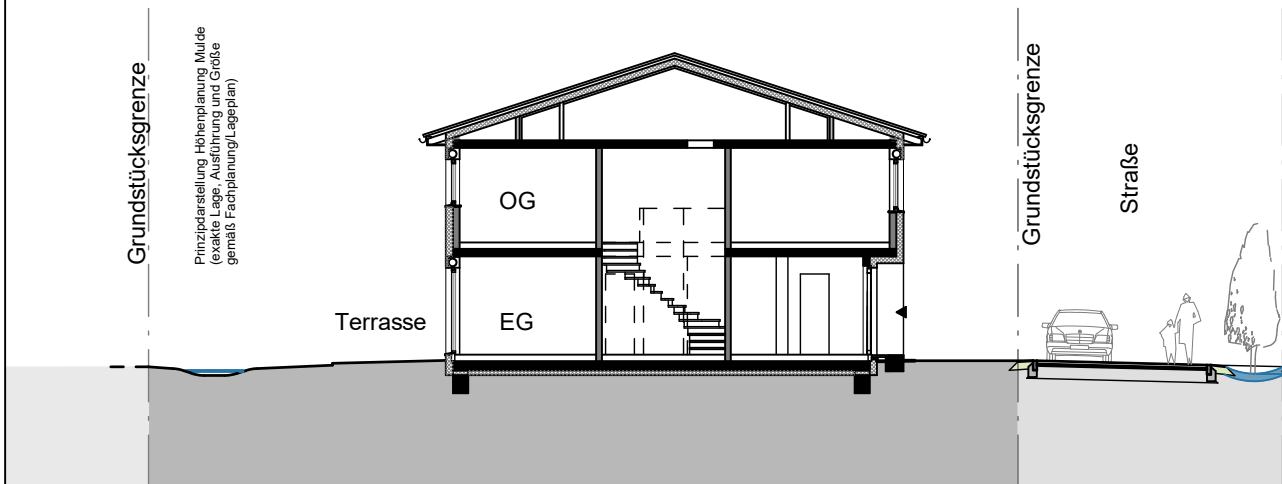 Grundstücksgrenze
Prinzipdarstellung Höhenplanung Mulde
(exakte Lage, Ausführung und Größe
gemäß Fachplanung/Lageplan)
OG
Terrasse
EG
Grundstücksgrenze
Straße